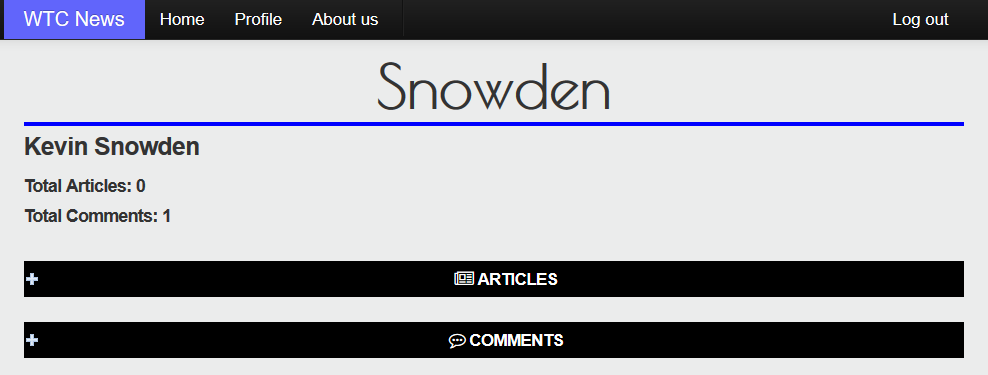 WTC News Home Profile About us Log out
Snowden
Kevin Snowden
Total Articles: 0
Total Comments: 1
ARTICLES
COMMENTS